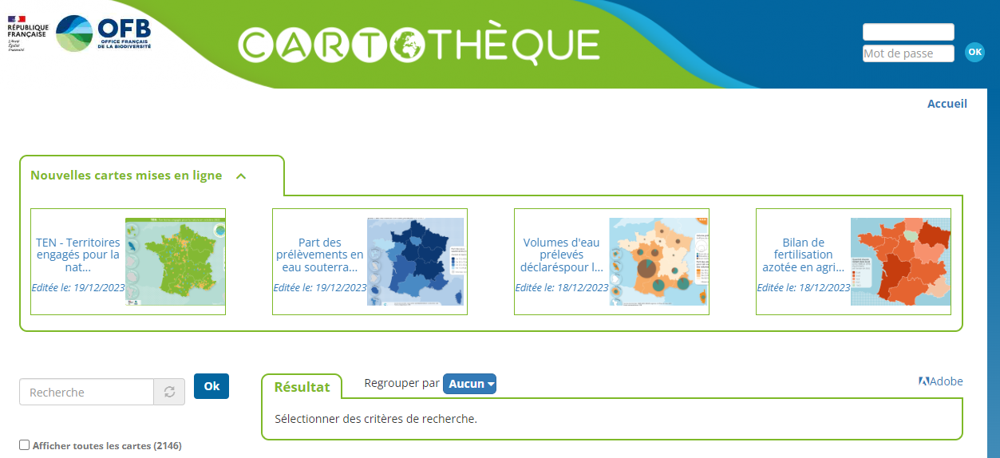 RÉPUBLIQUE
FRANÇAISE
Liberté
Égalité
Fraternité
OFB
OFFICE FRANÇAIS
DE LA BIODIVERSITÉ
CARTOTHÈQUE
Mot de passe
OK
Accueil
Nouvelles cartes mises en ligne
TEN - Territoires
engagés pour la
nat...
Editée le: 19/12/2023
Part des
prélèvements en
eau souterra...
Editée le: 19/12/2023
Volumes d'eau
prélevés
déclaréspour l...
Editée le: 18/12/2023
Bilan de
fertilisation
azotée en agri...
Editée le: 18/12/2023
Recherche
Ok
Résultat
Regrouper par Aucun
Adobe
Sélectionner des critères de recherche.
Afficher toutes les cartes (2146)